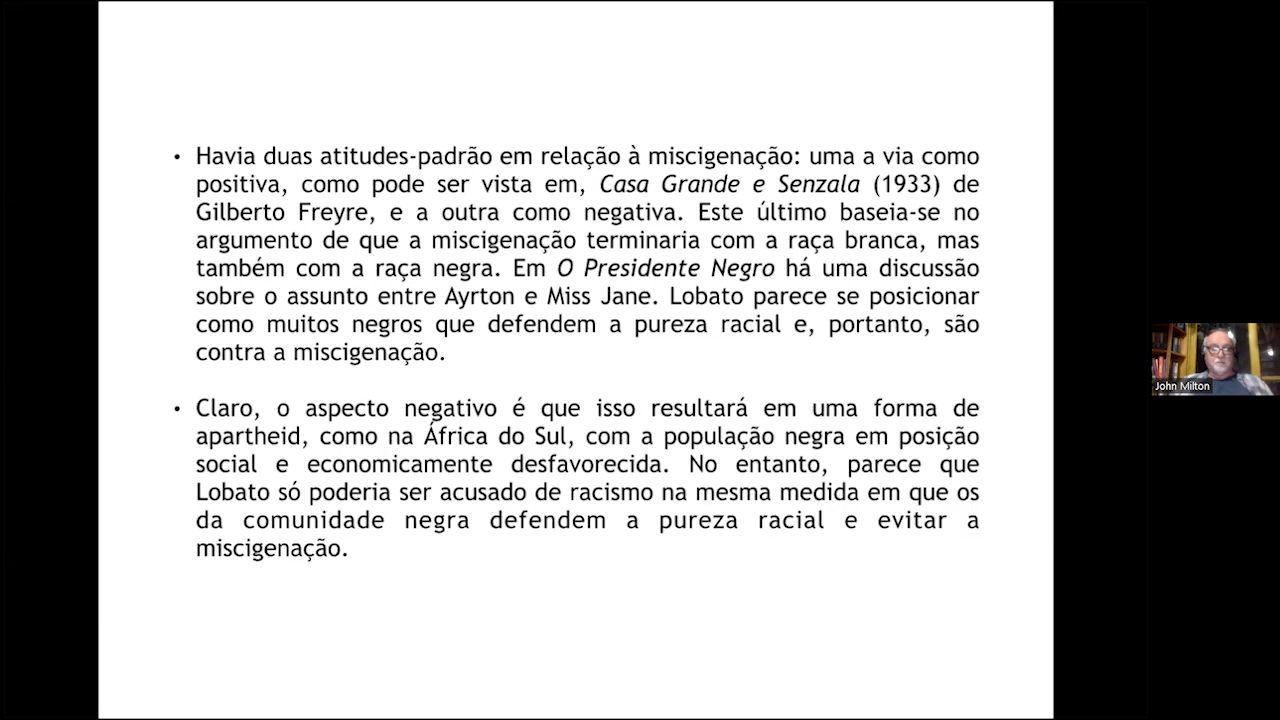 • Havia duas atitudes-padrão em relação à miscigenação: uma a via como
positiva, como pode ser vista em, Casa Grande e Senzala (1933) de
Gilberto Freyre, e a outra como negativa. Este último baseia-se no
argumento de que a miscigenação terminaria com a raça branca, mas
também com a raça negra. Em O Presidente Negro há uma discussão
sobre o assunto entre Ayrton e Miss Jane. Lobato parece se posicionar
como muitos negros que defendem a pureza racial e, portanto, são
contra a miscigenação.
• Claro, o aspecto negativo é que isso resultará em uma forma de
apartheid, como na África do Sul, com a população negra em posição
social e economicamente desfavorecida. No entanto, parece que
Lobato só poderia ser acusado de racismo na mesma medida em que os
da comunidade negra defendem a pureza racial e evitar a
miscigenação.
John Milton